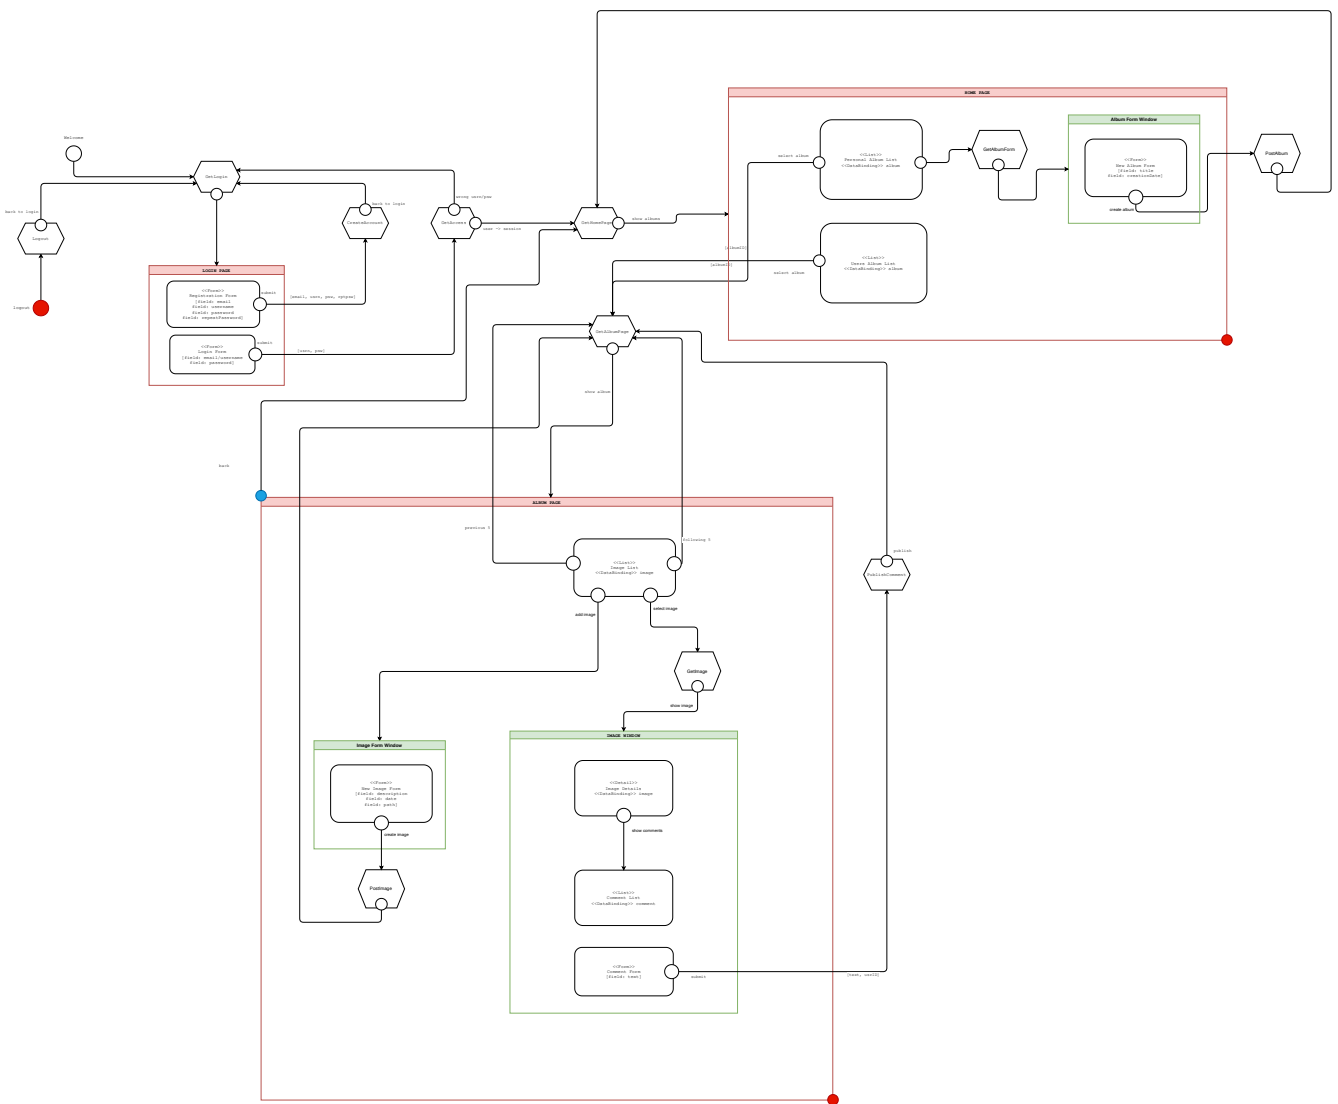 HOME PAGE
Album Form Window
Welcome
GetLogin
<<List>>
Personal Album List
<<DataBinding>> album
select album
GetAlbumForm
<<Form>>
New Album Form
[field: title
field: creationDate]
create album
PostAlbum
back to login
Logout
back to login
CreateAccount
wrong user/psw
GetAccess
user -> session
GetHomePage
show albums
<<List>>
Users Album List
<<DataBinding>> album
select album
[albumID]
[albumID]
LOGIN PAGE
<<Form>>
Registration Form
[field: email
field: username
field: password
field: repeatPassword]
submit
[email, user, psw, rptpsw]
logout
<<Form>>
Login Form
[field: email/username
field: password]
submit
[user, psw]
GetAlbumPage
show album
back
ALBUM PAGE
previous 5
following 5
<<List>>
Image List
<<DataBinding>> image
add image
select image
publish
PublishComment
GetImage
show image
Image Form Window
IMAGE WINDOW
<<Form>>
New Image Form
[field: description
field: date
field: path]
create image
PostImage
<<Detail>>
Image Details
<<DataBinding>> image
show comments
<<List>>
Comment List
<<DataBinding>> comment
<<Form>>
Comment Form
[field: text]
submit